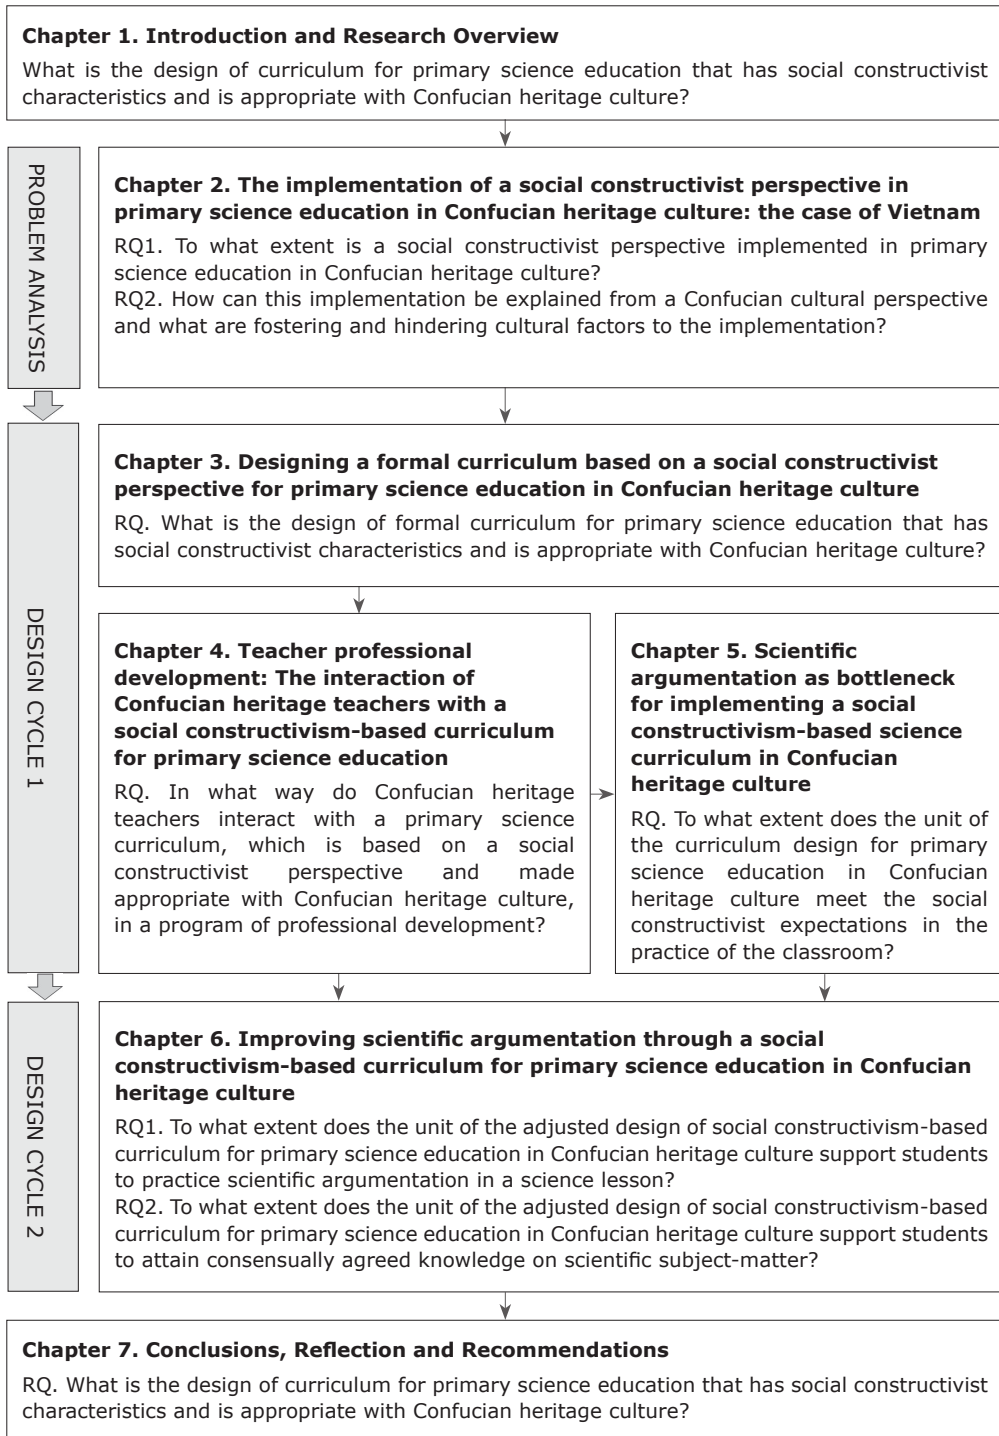 Chapter 1. Introduction and Research Overview
What is the design of curriculum for primary science education that has social constructivist
characteristics and is appropriate with Confucian heritage culture?
PROBLEM ANALYSIS
Chapter 2. The implementation of a social constructivist perspective in
primary science education in Confucian heritage culture: the case of Vietnam
RQ1. To what extent is a social constructivist perspective implemented in primary
science education in Confucian heritage culture?
RQ2. How can this implementation be explained from a Confucian cultural perspective
and what are fostering and hindering cultural factors to the implementation?
DESIGN CYCLE 1
Chapter 3. Designing a formal curriculum based on a social constructivist
perspective for primary science education in Confucian heritage culture
RQ. What is the design of formal curriculum for primary science education that has
social constructivist characteristics and is appropriate with Confucian heritage culture?
Chapter 4. Teacher professional
development: The interaction of
Confucian heritage teachers with a
social constructivism-based curriculum
for primary science education
RQ. In what way do Confucian heritage
teachers interact with a primary science
curriculum, which is based on a social
constructivist perspective and made
appropriate with Confucian heritage culture,
in a program of professional development?
Chapter 5. Scientific
argumentation as bottleneck
for implementing a social
constructivism-based science
curriculum in Confucian
heritage culture
RQ. To what extent does the unit of
the curriculum design for primary
science education in Confucian
heritage culture meet the social
constructivist expectations in the
practice of the classroom?
DESIGN CYCLE 2
Chapter 6. Improving scientific argumentation through a social
constructivism-based curriculum for primary science education in Confucian
heritage culture
RQ1. To what extent does the unit of the adjusted design of social constructivism-based
curriculum for primary science education in Confucian heritage culture support students
to practice scientific argumentation in a science lesson?
RQ2. To what extent does the unit of the adjusted design of social constructivism-based
curriculum for primary science education in Confucian heritage culture support students
to attain consensually agreed knowledge on scientific subject-matter?
Chapter 7. Conclusions, Reflection and Recommendations
RQ. What is the design of curriculum for primary science education that has social constructivist
characteristics and is appropriate with Confucian heritage culture?